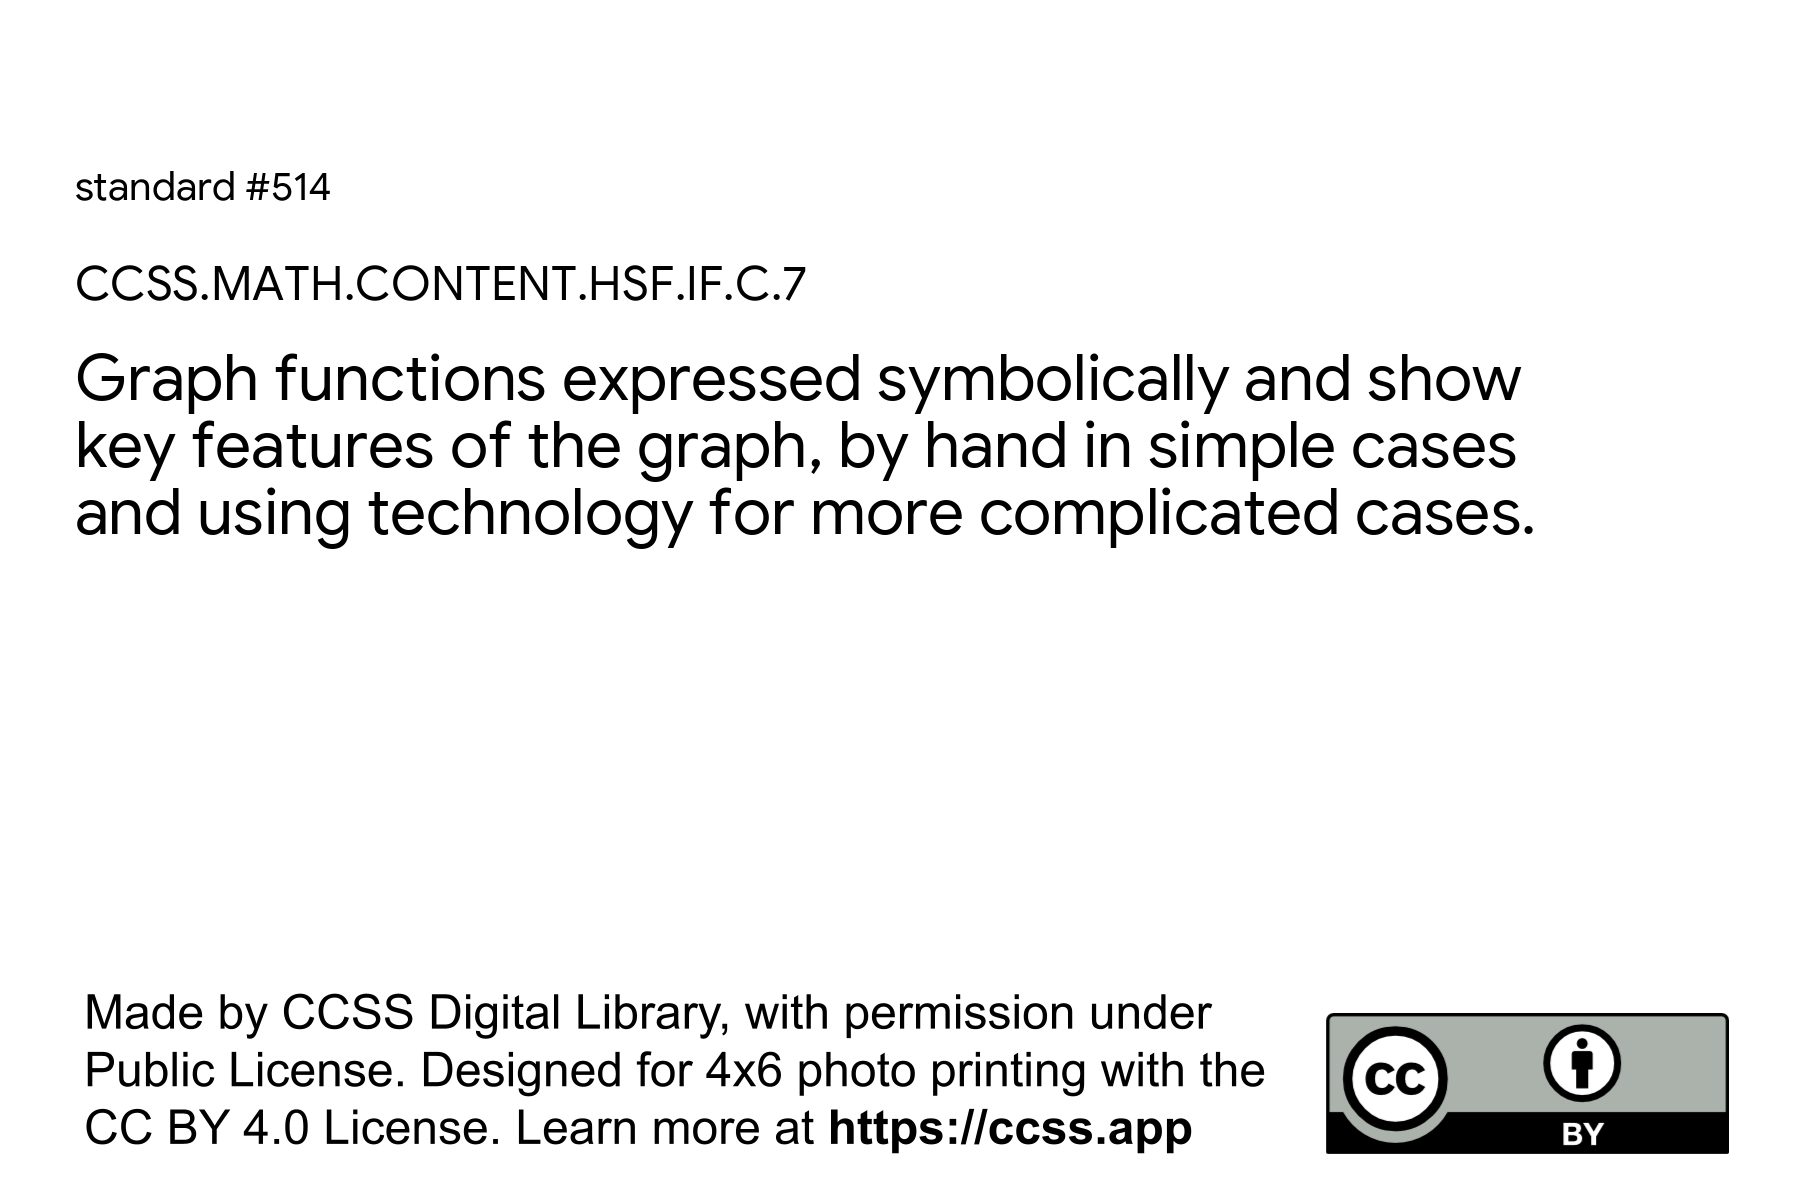 standard #514
CCSS.MATH.CONTENT.HSF.IF.C.7
Graph functions expressed symbolically and show
key features of the graph, by hand in simple cases
and using technology for more complicated cases.
Made by CCSS Digital Library, with permission under
Public License. Designed for 4x6 photo printing with the
CC BY 4.0 License. Learn more at https://ccss.app
CC
BY